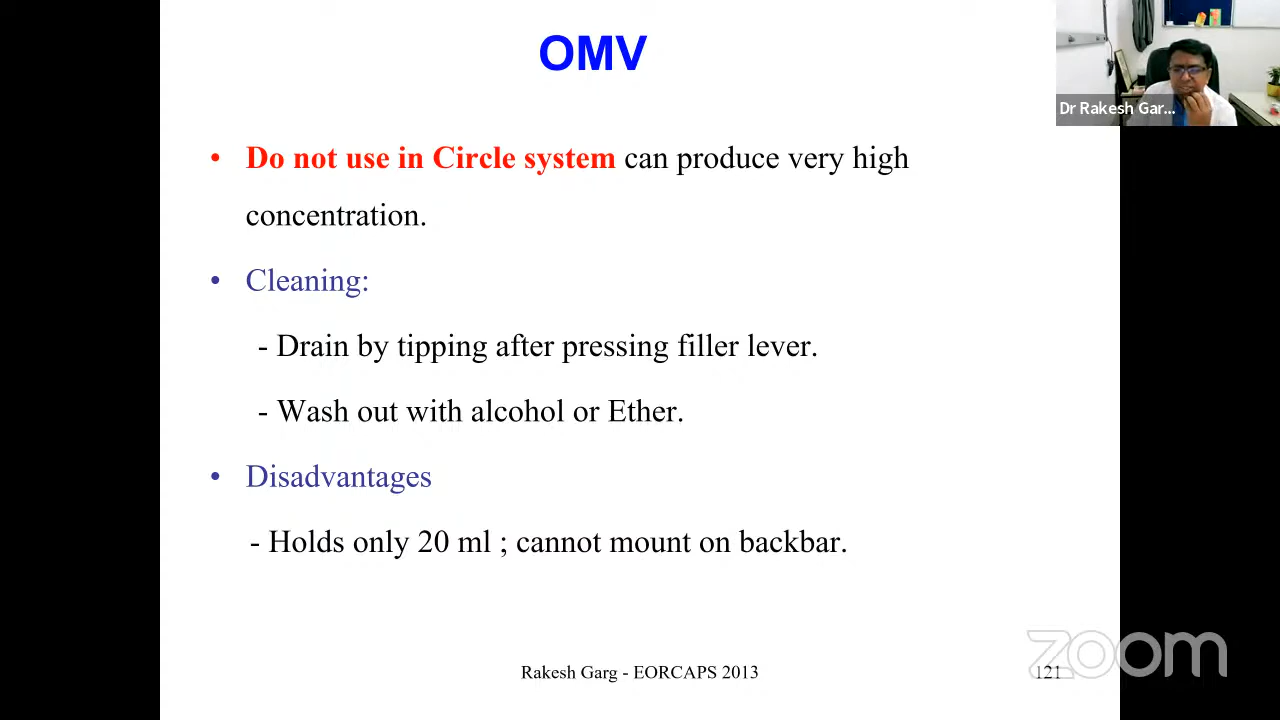 OMV
Dr Rakesh Gar...
• Do not use in Circle system can produce very high
concentration.
• Cleaning:
- Drain by tipping after pressing filler lever.
- Wash out with alcohol or Ether.
• Disadvantages
- Holds only 20 ml ; cannot mount on backbar.
Rakesh Garg - EORCAPS 2013
121
zoom